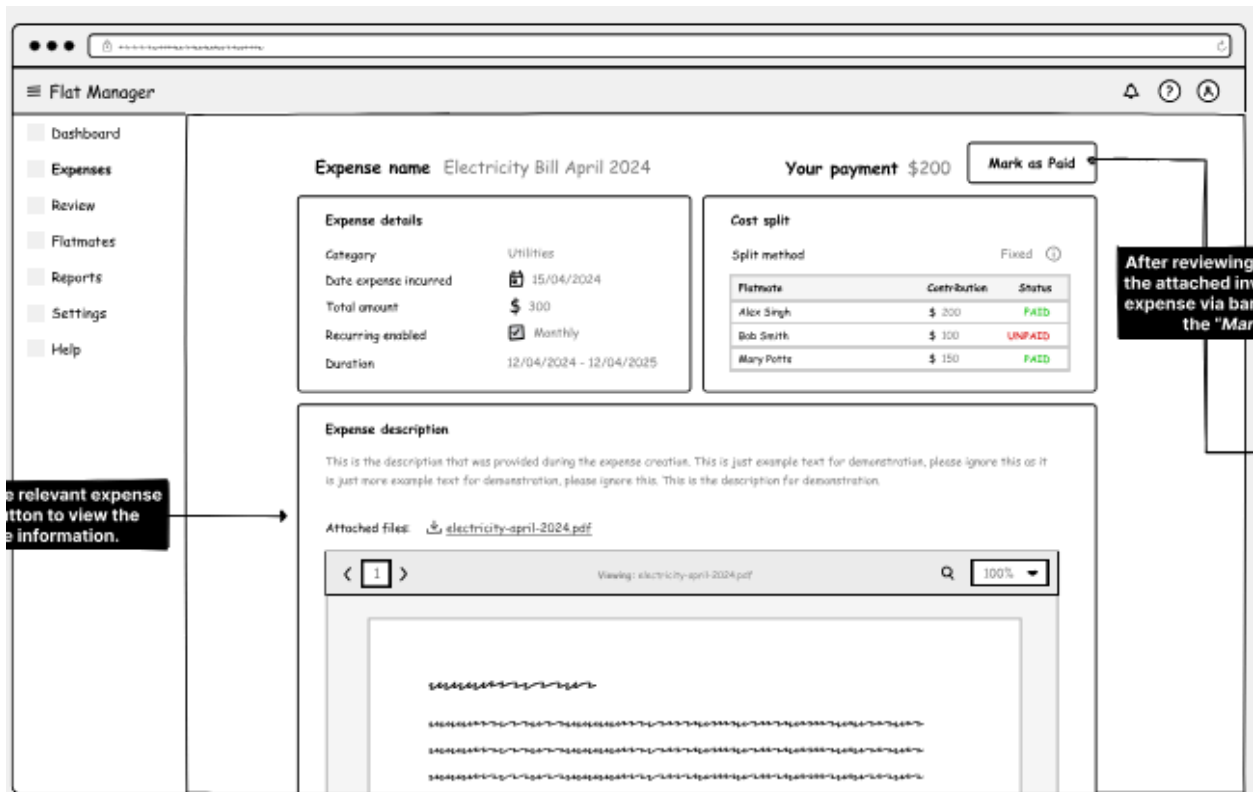 Flat Manager
?
Dashboard
Expenses
Review
Flatmates
Reports
Settings
Help
Expense name Electricity Bill April 2024
Your payment $200
Mark as Paid
Expense details
Category Utilities
Date expense incurred 15/04/2024
Total amount $ 300
Recurring enabled Monthly
Duration 12/04/2024 - 12/04/2025
Cost split
Split method Fixed
Flatmate Contribution Status
Alex Singh $ 200 PAID
Bob Smith $ 100 UNPAID
Mary Potts $ 150 PAID
After reviewing
the attached inv
expense via ba
the "Mar
Expense description
This is the description that was provided during the expense creation. This is just example text for demonstration, please ignore this as it
is just more example text for demonstration, please ignore this. This is the description for demonstration.
e relevant expense
tton to view the
e information.
Attached files: electricity-april-2024.pdf
1
Viewing: electricity-april-2024.pdf
100%